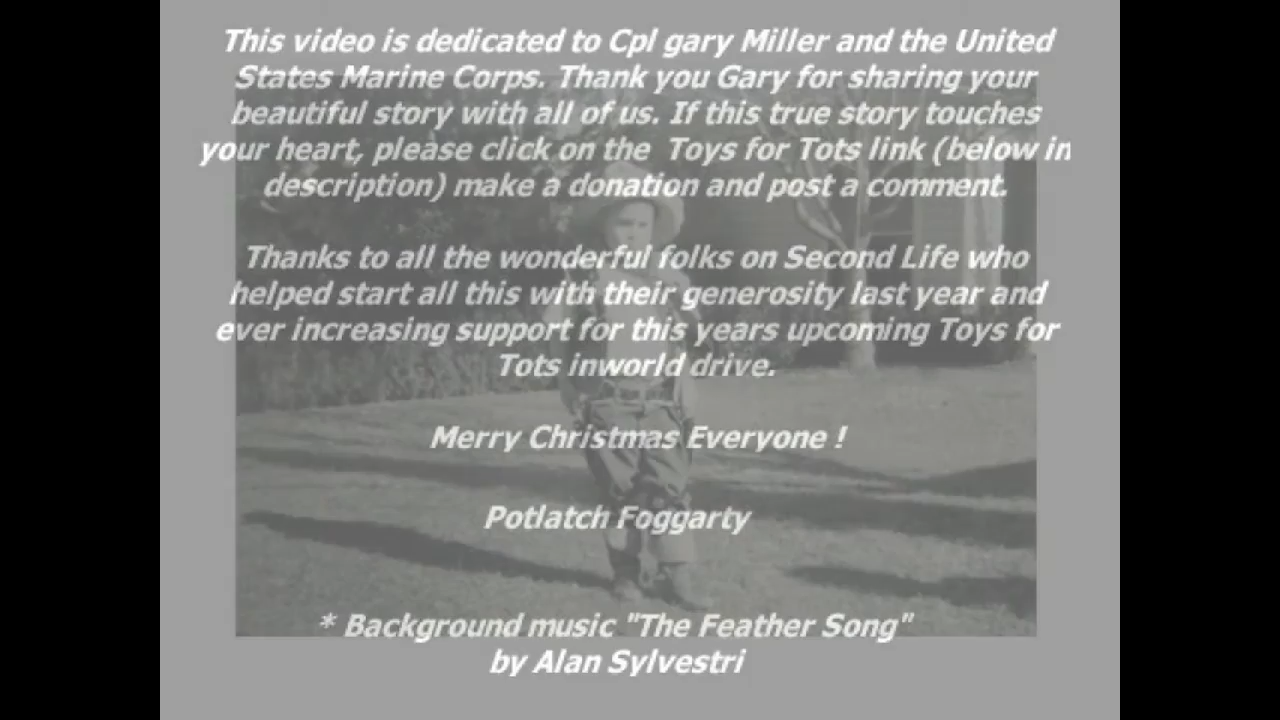 This video is dedicated to Cpl gary Miller and the United
States Marine Corps. Thank you Gary for sharing your
beautiful story with all of us. If this true story touches
your heart, please click on the Toys for Tots link (below in
description) make a donation and post a comment.
Thanks to all the wonderful folks on Second Life who
helped start all this with their generosity last year and
ever increasing support for this years upcoming Toys for
Tots inworld drive.
Merry Christmas Everyone !
Potlatch Foggarty
* Background music "The Feather Song"
by Alan Sylvestri